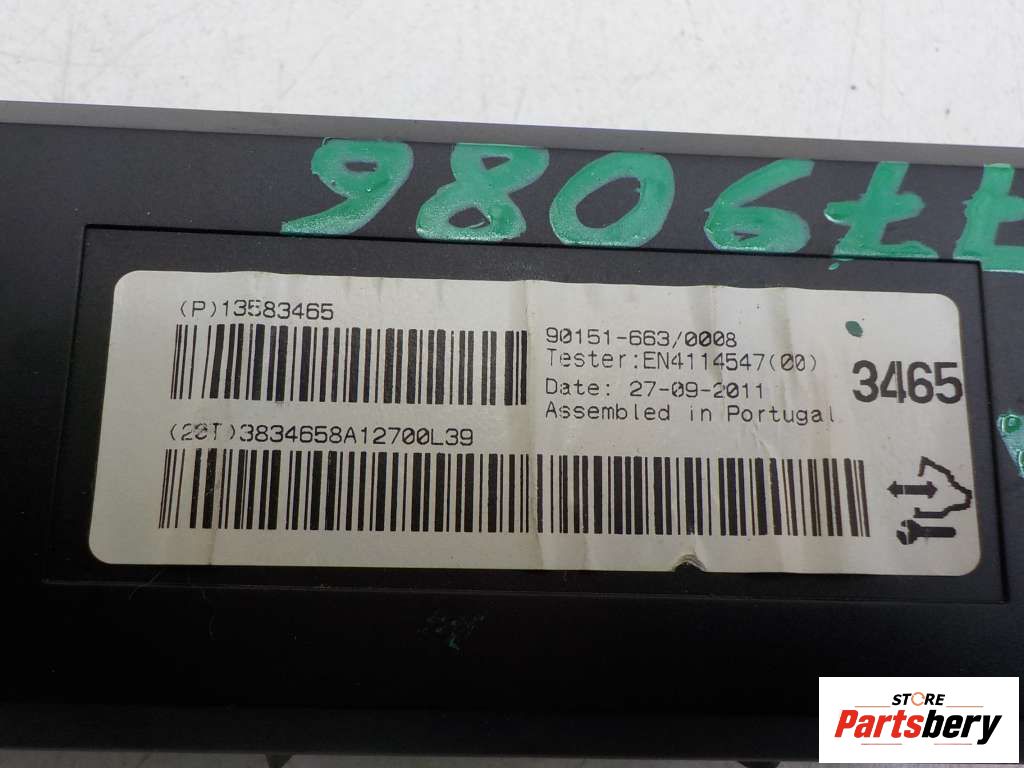 9806tt
(P)13583465
90151-663/0008
Tester:EN4114547(00)
Date: 27-09-2011
Assembled in Portugal
3465
(20T)3834658A12700L39
STORE
Partsbery